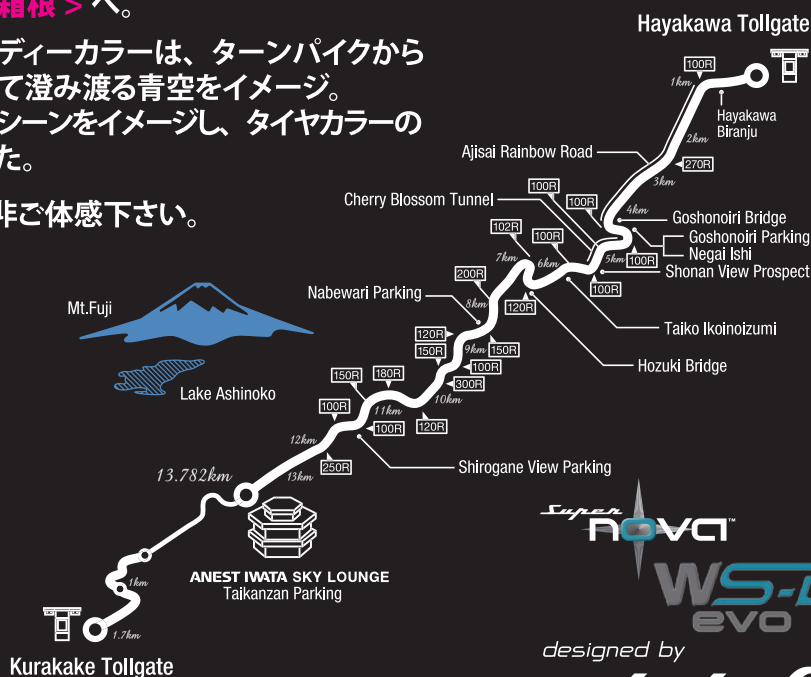 箱根 > へ。
ディーカラーは、ターンパイクから
て澄み渡る青空をイメージ。
シーンをイメージし、タイヤカラーの
た。
非ご体感下さい。
Hayakawa Tollgate
100R
1km
Hayakawa
Biranju
2km
Ajisai Rainbow Road
270R
3km
100R
Cherry Blossom Tunnel
100R
4km
Goshonoiri Bridge
Goshonoiri Parking
Negai Ishi
102R
100R
5km
100R
Shonan View Prospect
7km
6km
200R
100R
Mt.Fuji
Nabewari Parking
8km
120R
Taiko Ikoinoizumi
120R
150R
9km
150R
Hozuki Bridge
100R
150R
180R
300R
Lake Ashinoko
10km
100R
11km
120R
100R
12km
250R
Shirogane View Parking
13km
13.782km
Super
nova™
ANEST IWATA SKY LOUNGE
Taikanzan Parking
WS-
evo
1km
1.7km
designed by
Kurakake Tollgate